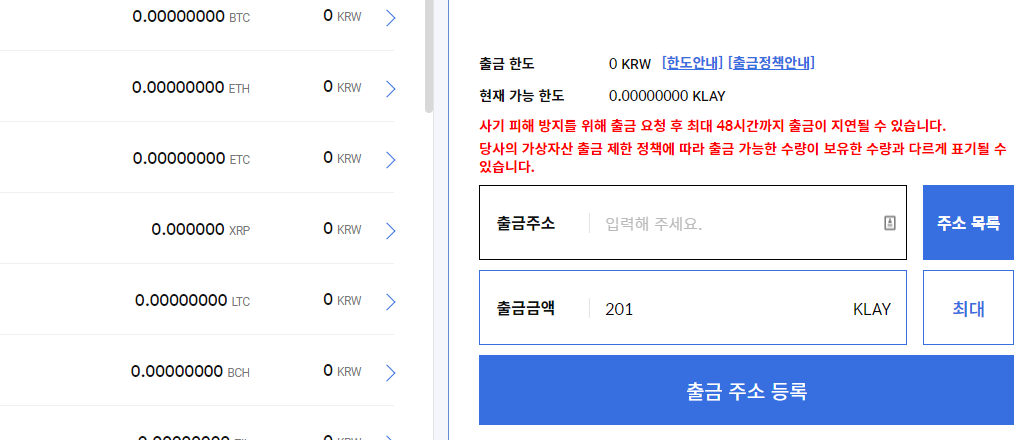 0.00000000 BTC 0 KRW
0.00000000 ETH 0 KRW
0.00000000 ETC 0 KRW
0.000000 XRP 0 KRW
0.00000000 LTC 0 KRW
0.00000000 BCH 0 KRW
출금 한도 0 KRW [한도안내] [출금정책안내]
현재 가능 한도 0.00000000 KLAY
사기 피해 방지를 위해 출금 요청 후 최대 48시간까지 출금이 지연될 수 있습니다.
당사의 가상자산 출금 제한 정책에 따라 출금 가능한 수량이 보유한 수량과 다르게 표기될 수
있습니다.
출금주소 입력해 주세요. 주소 목록
출금금액 201 KLAY 최대
출금 주소 등록